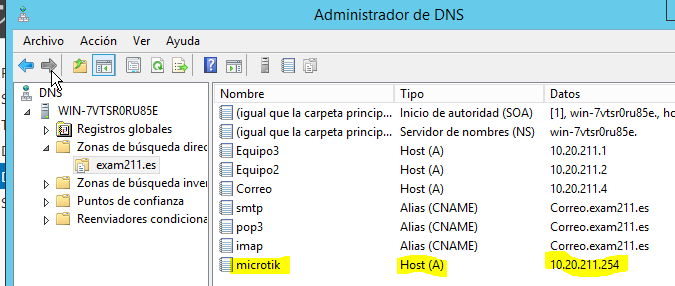 Administrador de DNS
Archivo Acción Ver Ayuda
DNS
WIN-7VTSR0RU85E
Registros globales
Zonas de búsqueda direc
exam211.es
Zonas de búsqueda inver
Puntos de confianza
Reenviadores condiciona
Nombre Tipo Datos
(igual que la carpeta princip... Inicio de autoridad (SOA) [1], win-7vtsr0ru85e., ho
(igual que la carpeta princip... Servidor de nombres (NS) win-7vtsr0ru85e.
Equipo3 Host (A) 10.20.211.1
Equipo2 Host (A) 10.20.211.2
Correo Host (A) 10.20.211.4
smtp Alias (CNAME) Correo.exam211.es
pop3 Alias (CNAME) Correo.exam211.es
imap Alias (CNAME) Correo.exam211.es
microtik Host (A) 10.20.211.254